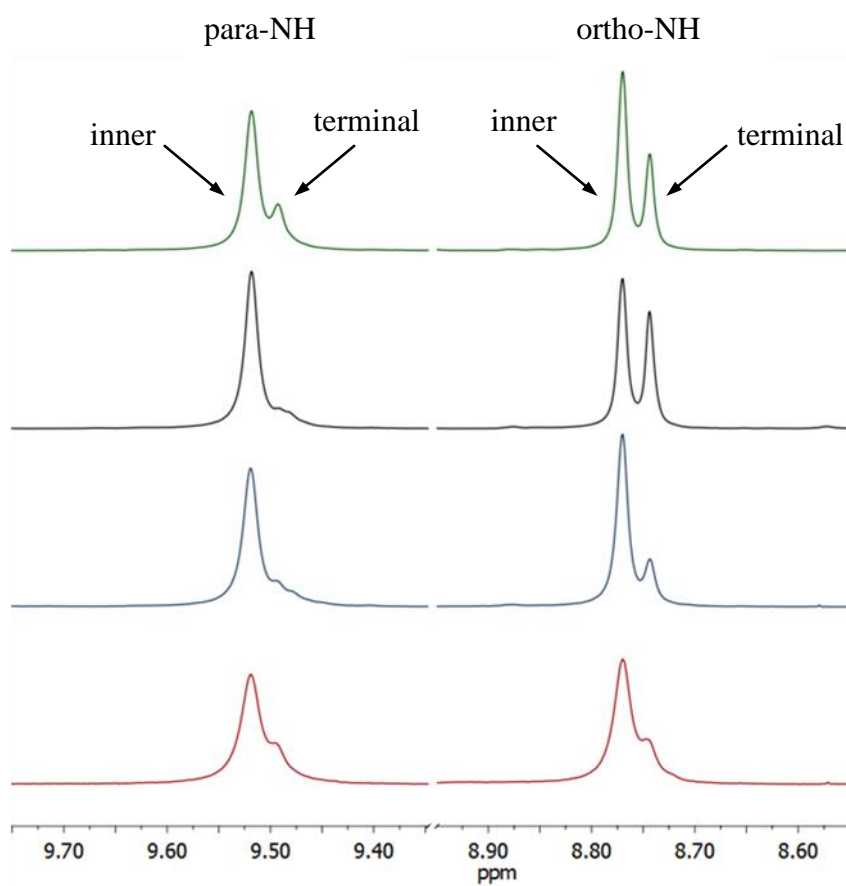 para-NH ortho-NH
inner terminal inner terminal
9.70 9.60 9.50 9.40 8.90 8.80 8.70 8.60
ppm